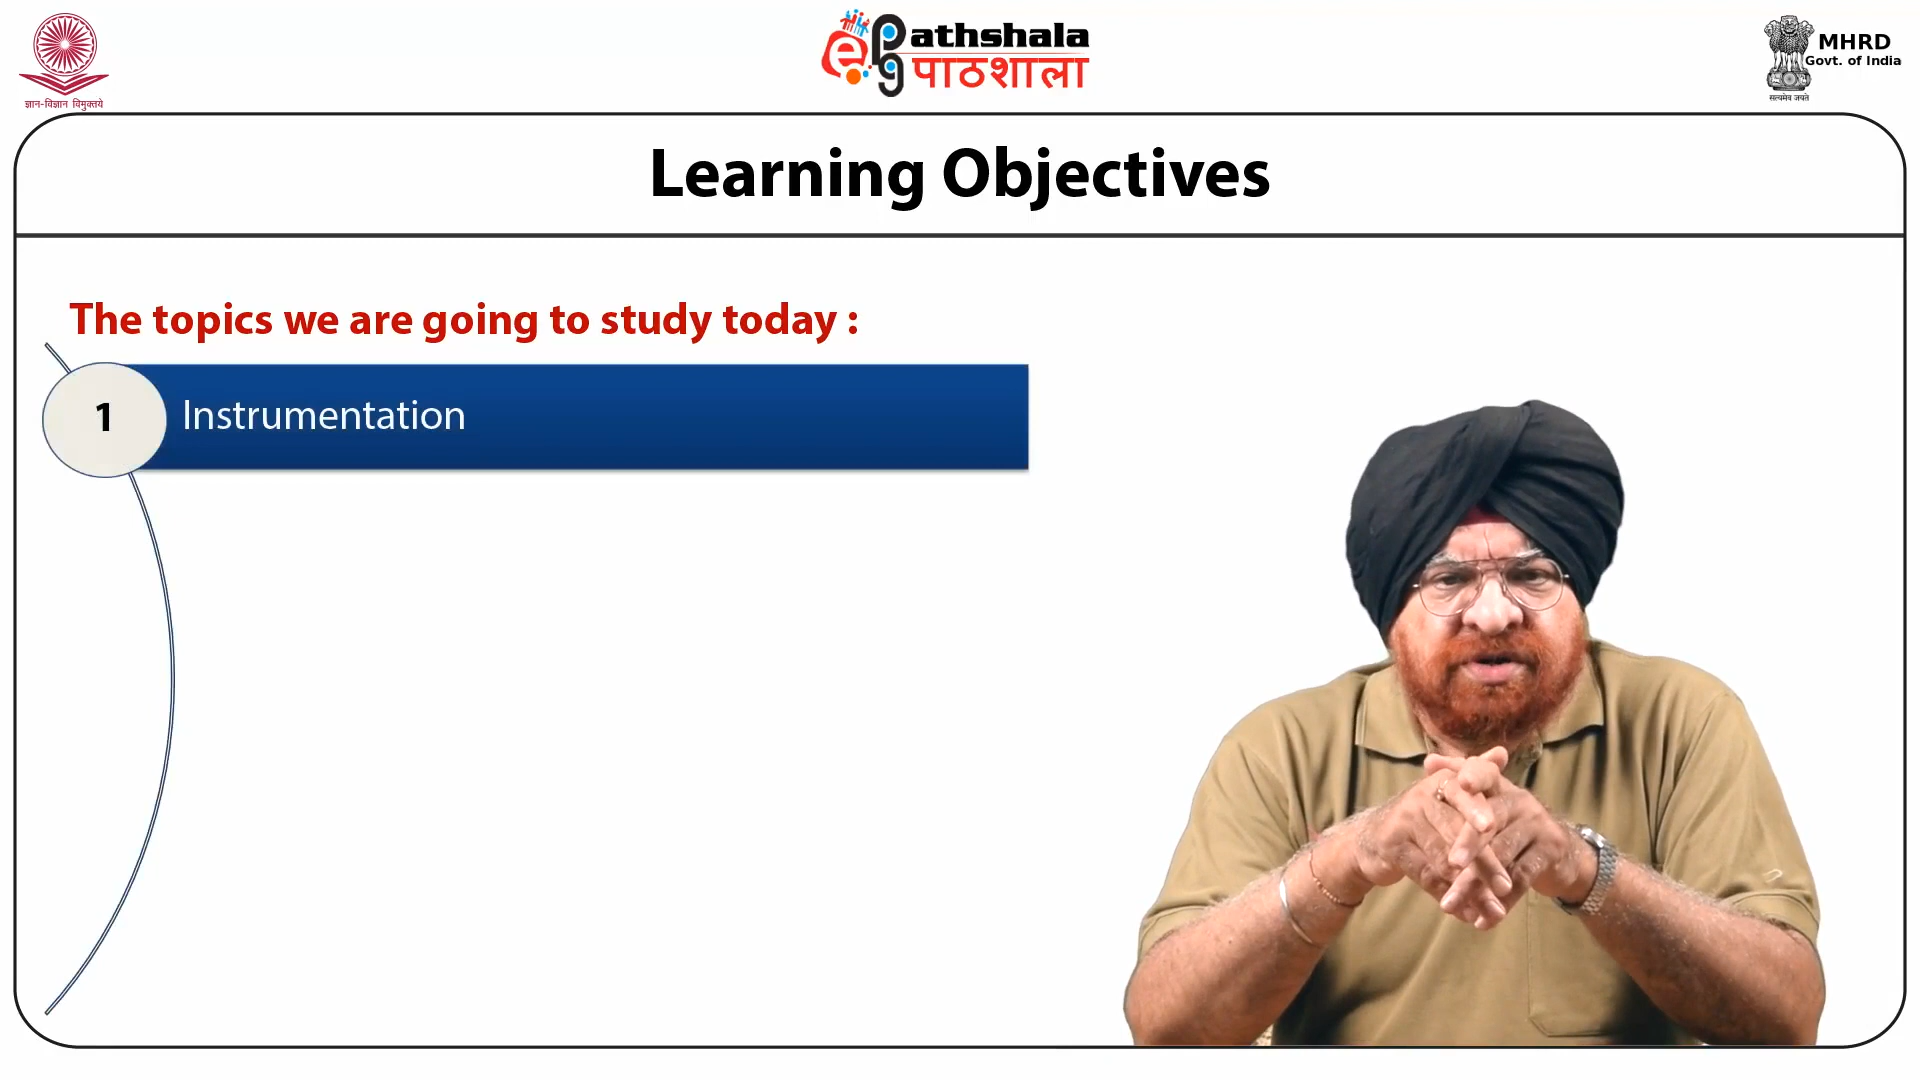 ज्ञान-विज्ञान विमुक्तये
ePathshala
पाठशाला
MHRD
Govt. of India
सत्यमेव जयते
Learning Objectives
The topics we are going to study today :
1 Instrumentation